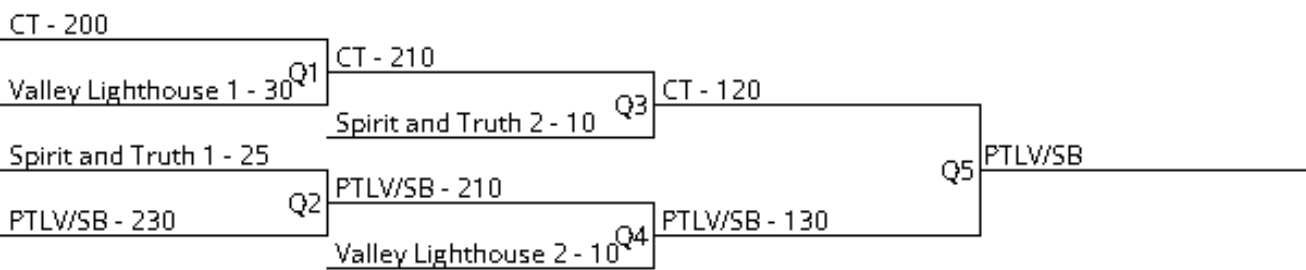 CT - 200
Valley Lighthouse 1 - 30
Q1
Spirit and Truth 1 - 25
PTLV/SB - 230
Q2
CT - 210
Spirit and Truth 2 - 10
Q3
PTLV/SB - 210
Valley Lighthouse 2 - 10
Q4
CT - 120
PTLV/SB - 130
Q5
PTLV/SB